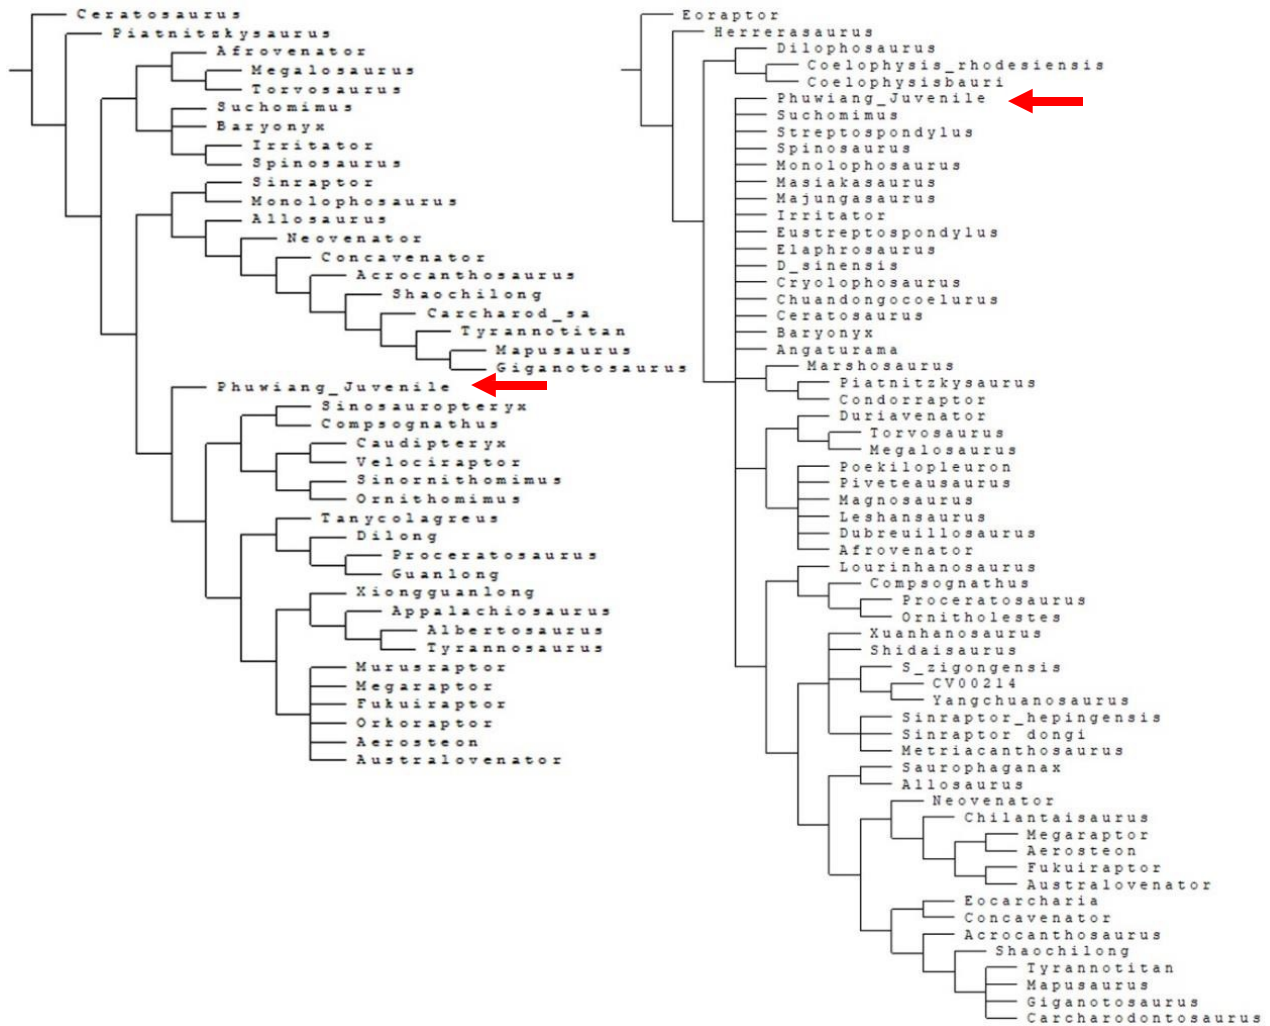 Ceratosaurus
Piatnitzkysaurus
Afrovenator
Megalosaurus
Torvosaurus
Suchomimus
Baryonyx
Irritator
Spinosaurus
Sinraptor
Monolophosaurus
Allosaurus
Neovenator
Concavenator
Acrocanthosaurus
Shaochilong
Carcharod_sa
Tyrannotitan
Mapusaurus
Giganotosaurus
Phuwiang_Juvenile
Sinosauropteryx
Compsognathus
Caudipteryx
Velociraptor
Sinornithomimus
Ornithomimus
Tanycolagreus
Dilong
Proceratosaurus
Guanlong
Xiongguanlong
Appalachiosaurus
Albertosaurus
Tyrannosaurus
Murusraptor
Megaraptor
Fukuiraptor
Orkoraptor
Aerosteon
Australovenator
Eoraptor
Herrerasaurus
Dilophosaurus
Coelophysis_rhodesiensis
Coelophysisbauri
Phuwiang_Juvenile
Suchomimus
Streptospondylus
Spinosaurus
Monolophosaurus
Masiakasaurus
Majungasaurus
Irritator
Eustreptospondylus
Elaphrosaurus
D_sinensis
Cryolophosaurus
Chuandongocoelurus
Ceratosaurus
Baryonyx
Angaturama
Marshosaurus
Piatnitzkysaurus
Condorraptor
Duriavenator
Torvosaurus
Megalosaurus
Poekilopleuron
Piveteausaurus
Magnosaurus
Leshansaurus
Dubreuillosaurus
Afrovenator
Lourinhanosaurus
Compsognathus
Proceratosaurus
Ornitholestes
Xuanhanosaurus
Shidaisaurus
S_zigongensis
CV00214
Yangchuanosaurus
Sinraptor_hepingensis
Sinraptor dongi
Metriacanthosaurus
Saurophaganax
Allosaurus
Neovenator
Chilantaisaurus
Megaraptor
Aerosteon
Fukuiraptor
Australovenator
Eocarcharia
Concavenator
Acrocanthosaurus
Shaochilong
Tyrannotitan
Mapusaurus
Giganotosaurus
Carcharodontosaurus